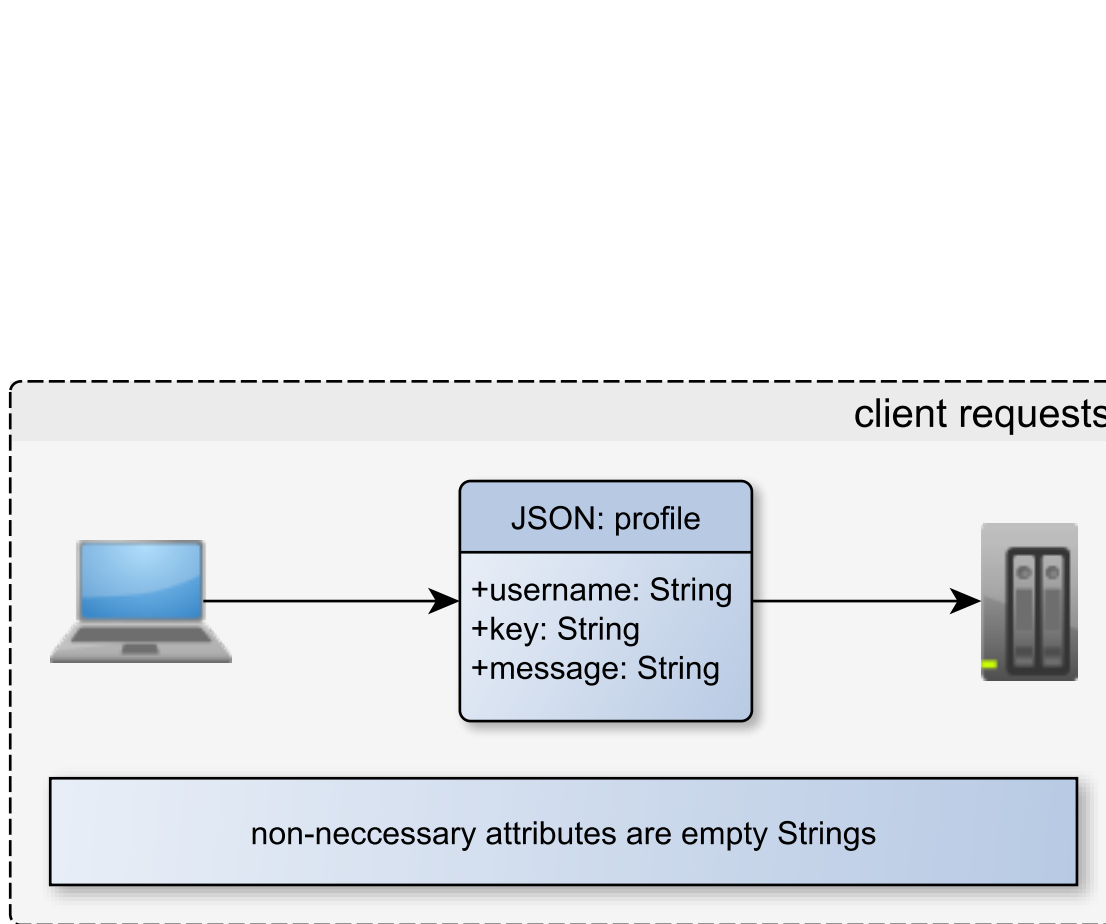 client requests
JSON: profile
+username: String
+key: String
+message: String
non-neccessary attributes are empty Strings